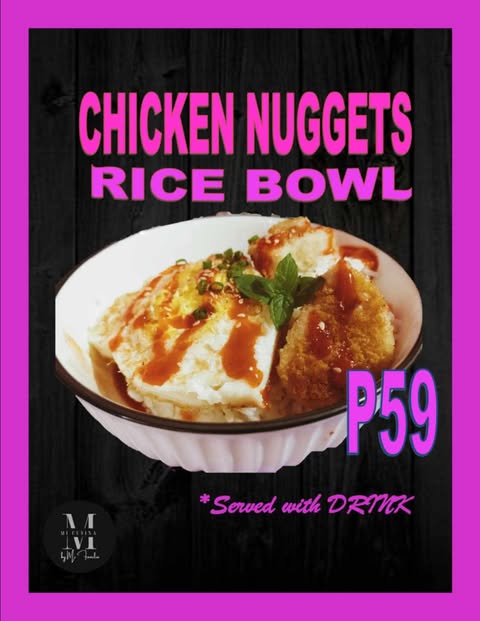 CHICKEN NUGGETS
RICE BOWL
P59
*Served with DRINK
M